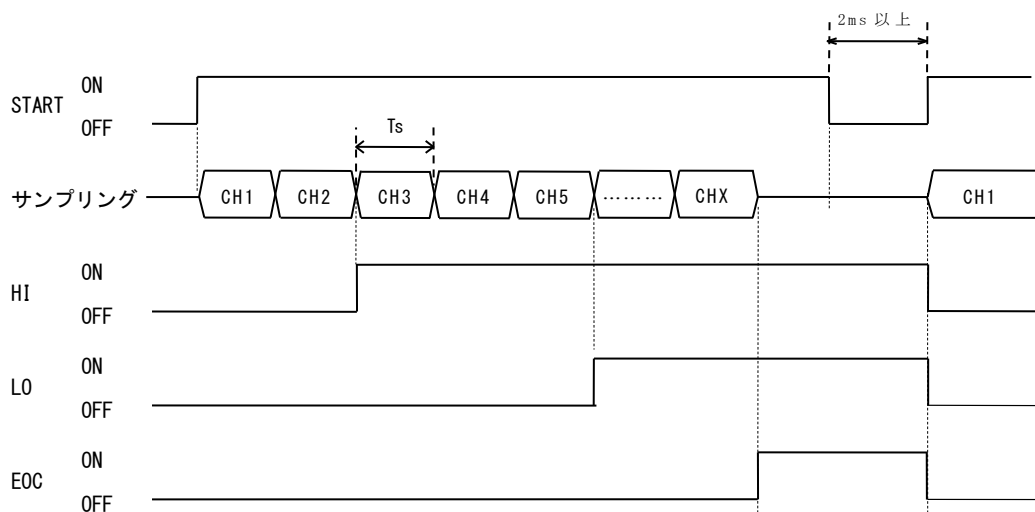 2ms 以上
ON
START
OFF
Ts
サンプリング CH1 CH2 CH3 CH4 CH5 ……… CHX CH1
ON
HI
OFF
ON
LO
OFF
ON
EOC
OFF